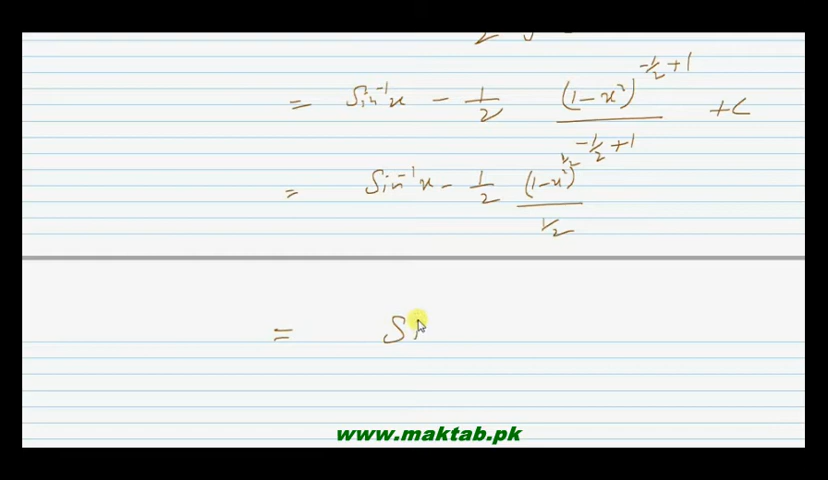 = Sin⁻¹x - 1/2 (1-x²)^(-1/2+1) / (-1/2+1) + C
= Sin⁻¹x - 1/2 (1-x²)^(1/2) / (1/2)
= S
www.maktab.pk